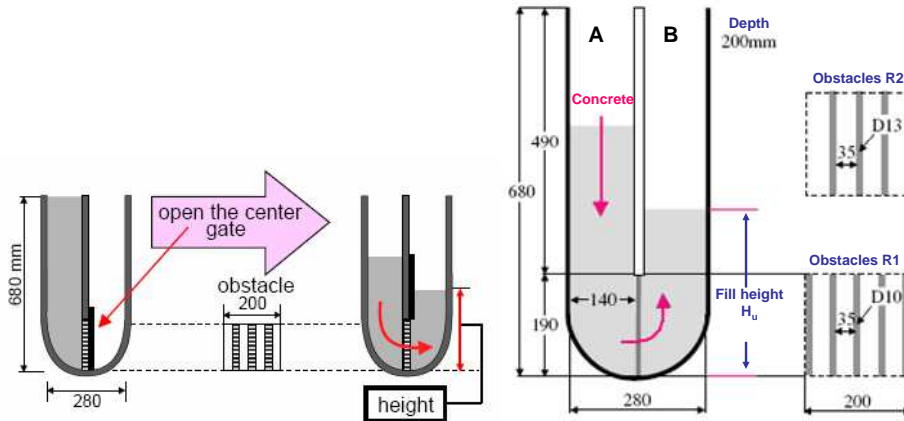 680 mm
open the center
gate
280
obstacle
200
height
A
B
Depth
200mm
Concrete
490
680
190
140
280
Fill height
Hu
Obstacles R2
D13
35
Obstacles R1
D10
35
200